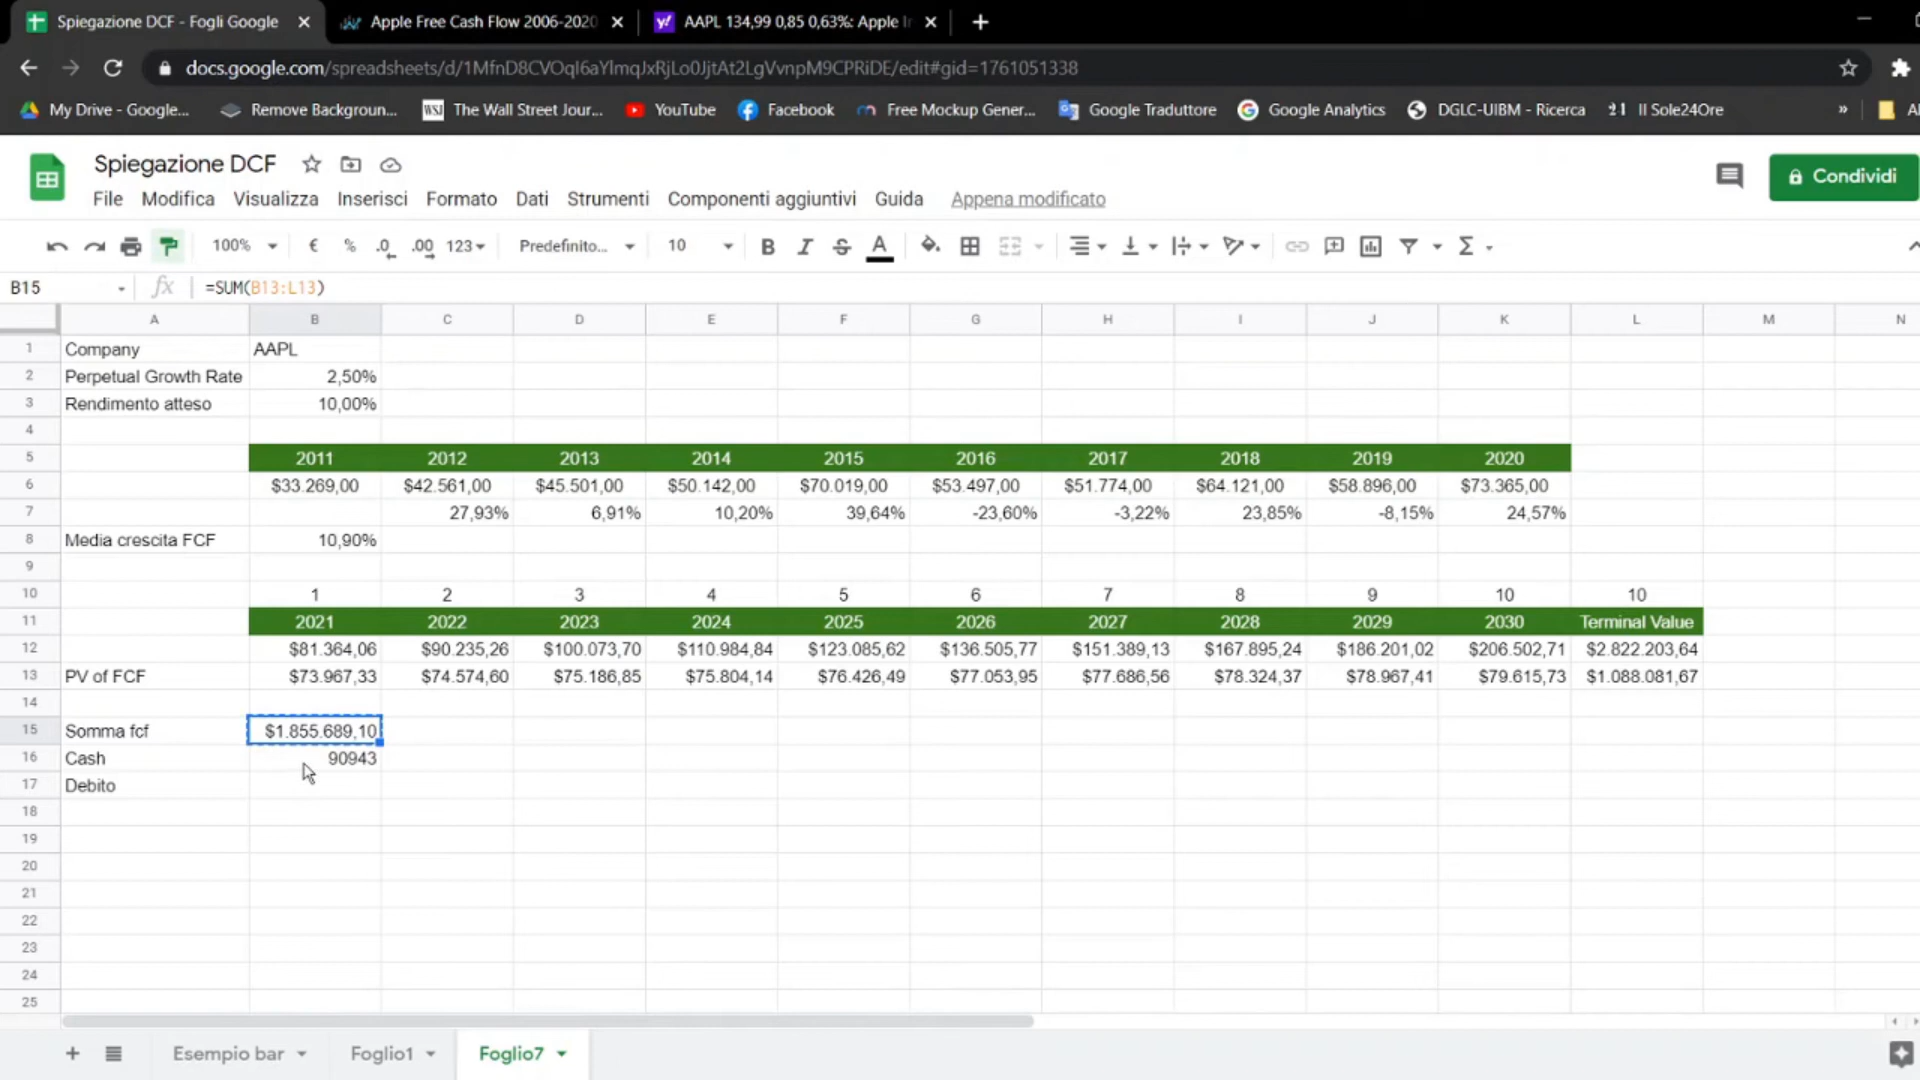 Spiegazione DCF - Fogli Google
Apple Free Cash Flow 2006-2020
AAPL 134,99 0,85 0,63%: Apple In
docs.google.com/spreadsheets/d/1MfnD8CVOqI6aYlmqJxRjLo0JjtAt2LgVvnpM9CPRiDE/edit#gid=1761051338
My Drive - Google... Remove Backgroun... WSJ The Wall Street Jour... YouTube Facebook Free Mockup Gener... Google Traduttore Google Analytics DGLC-UIBM - Ricerca Il Sole24Ore »
Spiegazione DCF
Condividi
File Modifica Visualizza Inserisci Formato Dati Strumenti Componenti aggiuntivi Guida Appena modificato
100% € % .0 .00 123 Predefinito... 10 B I S A Σ
B15 fx =SUM(B13:L13)
A B C D E F G H I J K L M N
1 Company AAPL
2 Perpetual Growth Rate 2,50%
3 Rendimento atteso 10,00%
4
5 2011 2012 2013 2014 2015 2016 2017 2018 2019 2020
6 $33.269,00 $42.561,00 $45.501,00 $50.142,00 $70.019,00 $53.497,00 $51.774,00 $64.121,00 $58.896,00 $73.365,00
7 27,93% 6,91% 10,20% 39,64% -23,60% -3,22% 23,85% -8,15% 24,57%
8 Media crescita FCF 10,90%
9
10 1 2 3 4 5 6 7 8 9 10 10
11 2021 2022 2023 2024 2025 2026 2027 2028 2029 2030 Terminal Value
12 $81.364,06 $90.235,26 $100.073,70 $110.984,84 $123.085,62 $136.505,77 $151.389,13 $167.895,24 $186.201,02 $206.502,71 $2.822.203,64
13 PV of FCF $73.967,33 $74.574,60 $75.186,85 $75.804,14 $76.426,49 $77.053,95 $77.686,56 $78.324,37 $78.967,41 $79.615,73 $1.088.081,67
14
15 Somma fcf $1.855.689,10
16 Cash 90943
17 Debito
18
19
20
21
22
23
24
25
Esempio bar Foglio1 Foglio7